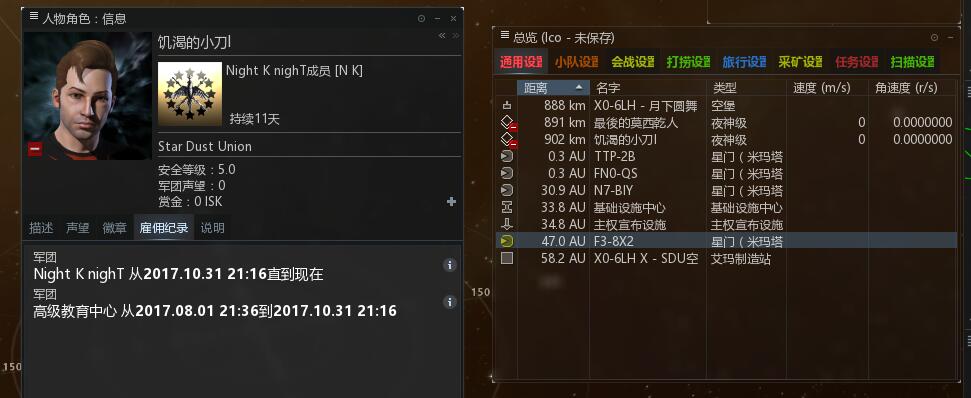 人物角色：信息
饥渴的小刀l
Night K nighT成员 [N K]
持续11天
Star Dust Union
安全等级：5.0
军团声望：0
赏金：0 ISK
描述 声望 徽章 雇佣纪录 说明
军团
Night K nighT 从2017.10.31 21:16直到现在
军团
高级教育中心 从2017.08.01 21:36到2017.10.31 21:16
150
150
总览 (Ico - 未保存)
通用设置 小队设置 会战设置 打捞设置 旅行设置 采矿设置 任务设置 扫描设置
距离 名字 类型 速度 (m/s) 角速度 (r/s)
888 km X0-6LH - 月下圆舞 空堡
891 km 最後的莫西乾人 夜神级 0 0.0000000
902 km 饥渴的小刀l 夜神级 0 0.0000000
0.3 AU TTP-2B 星门（米玛塔
0.3 AU FN0-QS 星门（米玛塔
30.9 AU N7-BIY 星门（米玛塔
33.8 AU 基础设施中心 基础设施中心
34.8 AU 主权宣布设施 主权宣布设施
47.0 AU F3-8X2 星门（米玛塔
58.2 AU X0-6LH X - SDU空 艾玛制造站